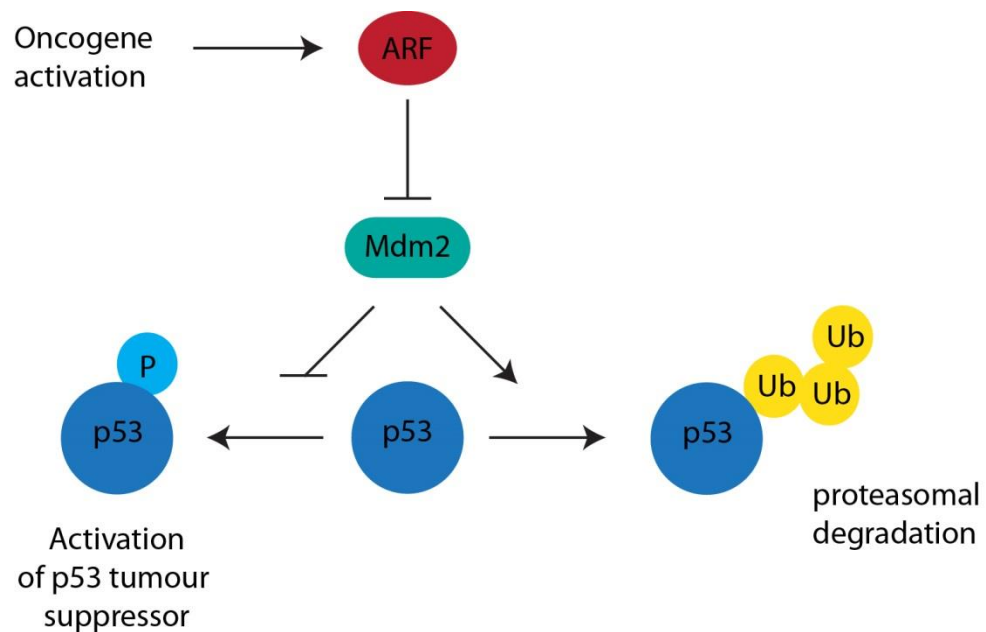 Oncogene
activation
ARF
Mdm2
P
p53
p53
p53
Ub
Ub
Ub
Activation
of p53 tumour
suppressor
proteasomal
degradation